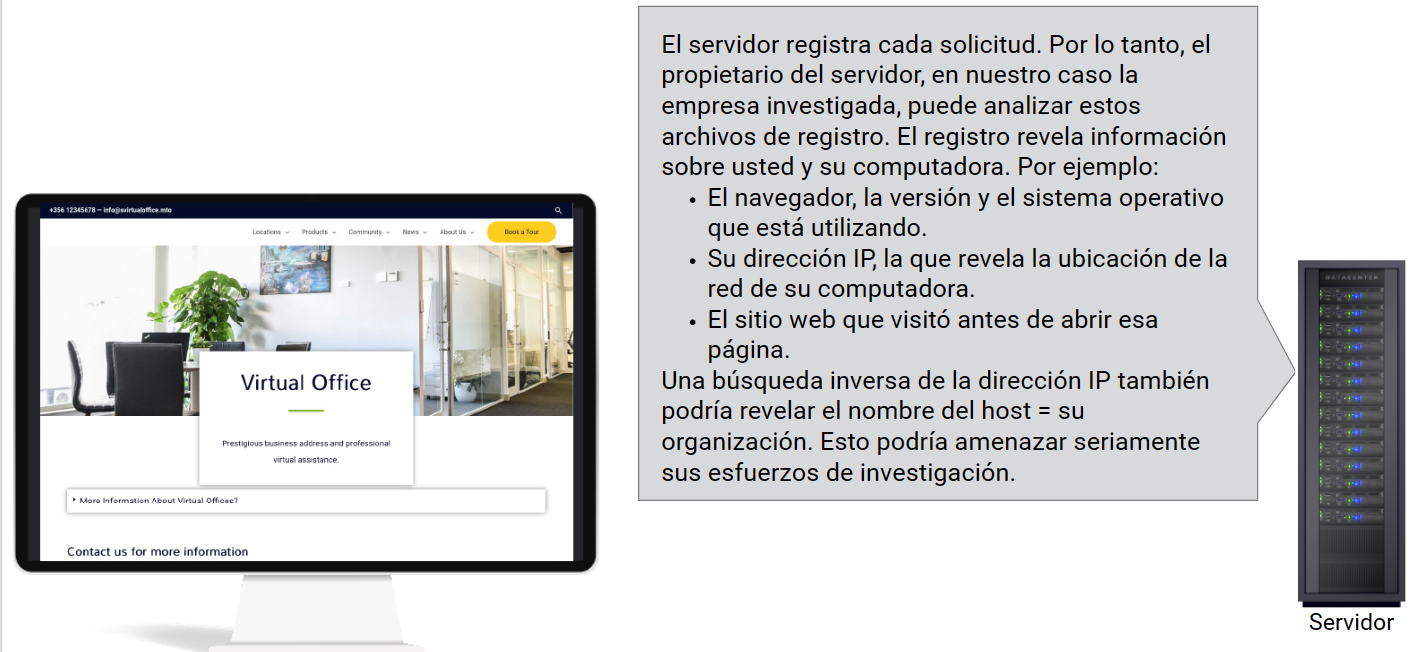 +356 12345678 – info@svirtualoffice.mto
Locations
Products
Community
News
About Us
Book a Tour
Virtual Office
Prestigious business address and professional
virtual assistance.
More Information About Virtual Offices?
Contact us for more information
El servidor registra cada solicitud. Por lo tanto, el
propietario del servidor, en nuestro caso la
empresa investigada, puede analizar estos
archivos de registro. El registro revela información
sobre usted y su computadora. Por ejemplo:
• El navegador, la versión y el sistema operativo
que está utilizando.
• Su dirección IP, la que revela la ubicación de la
red de su computadora.
• El sitio web que visitó antes de abrir esa
página.
Una búsqueda inversa de la dirección IP también
podría revelar el nombre del host = su
organización. Esto podría amenazar seriamente
sus esfuerzos de investigación.
DATACENTER
Servidor